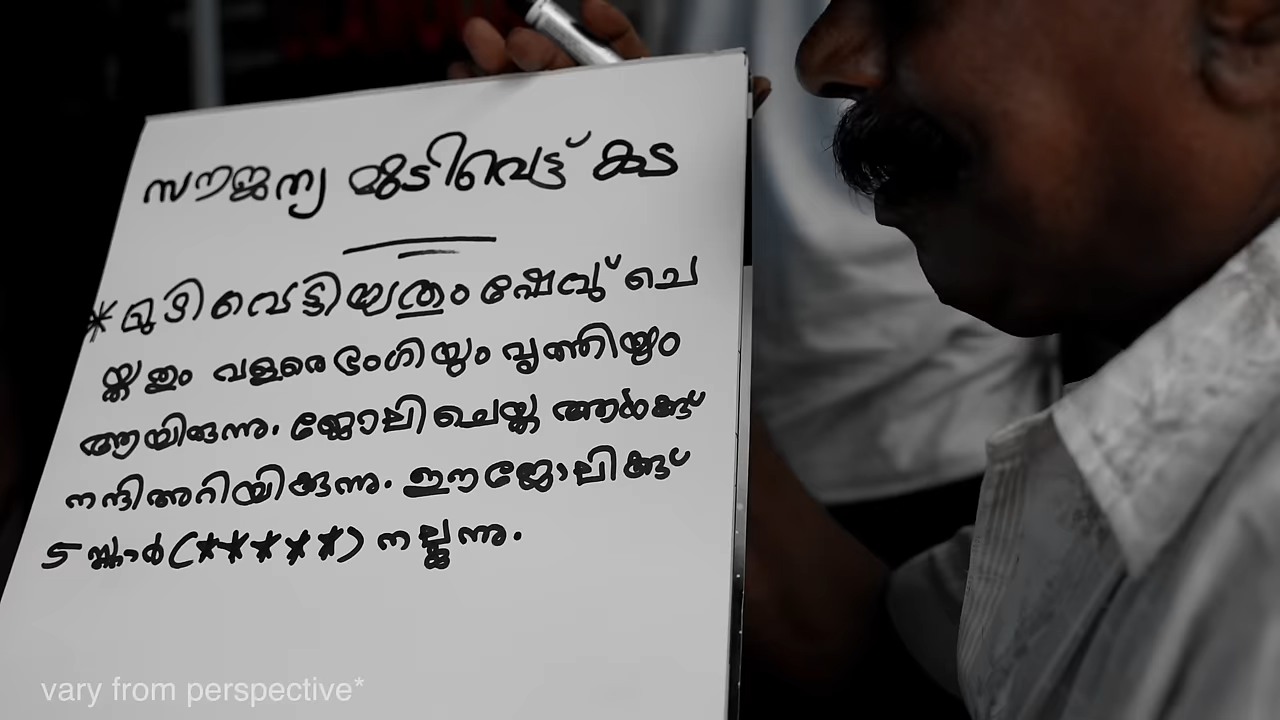 സൗജന്യ മുടിവെട്ട് കട
*മുടി വെട്ടിയതും ഷേവു് ചെ
യ്തതും വളരെ ഭംഗിയും വൃത്തിയും
ആയിരുന്നു. ജോലി ചെയ്ത ആൾക്ക്
നന്ദി അറിയിക്കുന്നു. ഈ ജോലിക്ക്
5 സ്റ്റാർ (*****) നല്കുന്നു.
vary from perspective*